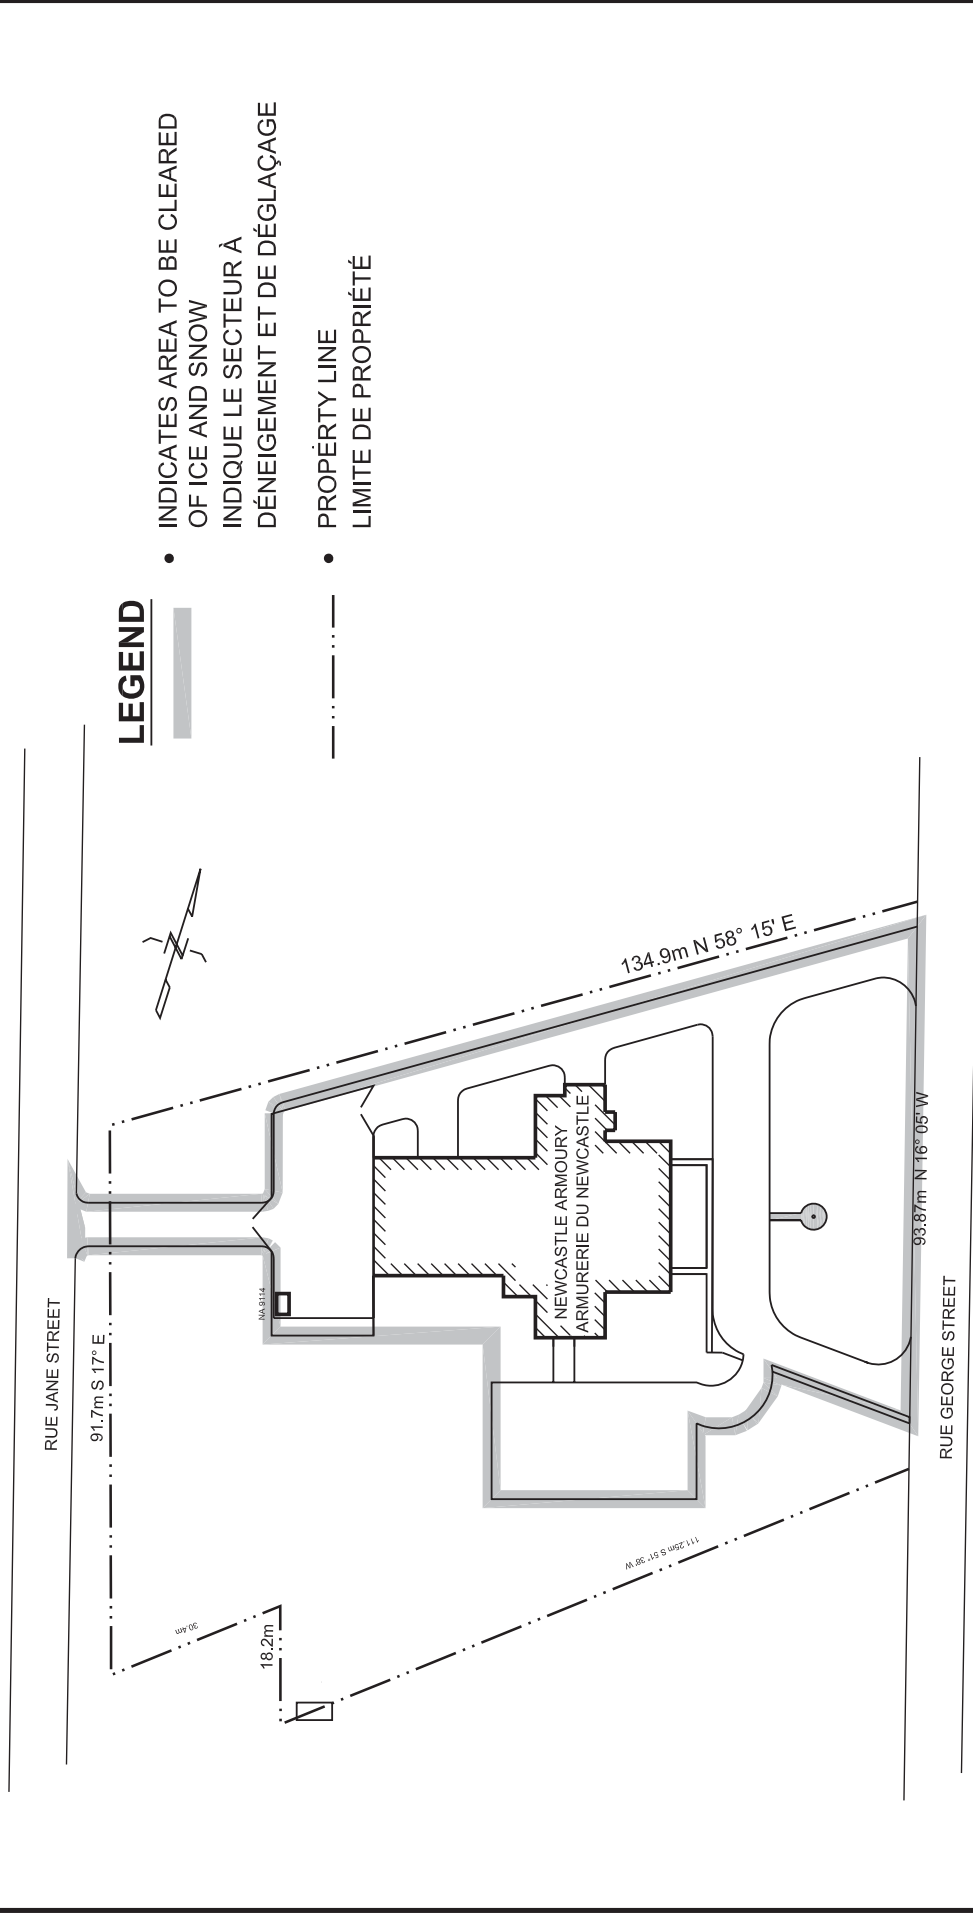 LEGEND
INDICATES AREA TO BE CLEARED
OF ICE AND SNOW
INDIQUE LE SECTEUR À
DÉNEIGEMENT ET DE DÉGLAÇAGE
PROPERTY LINE
LIMITE DE PROPRIÉTÉ
RUE JANE STREET
91.7m S 17° E
30.4m
18.2m
NA 9114
NEWCASTLE ARMOURY
ARMURERIE DU NEWCASTLE
134.9m N 58° 15' E
111.25m S 51° 38' W
93.87m N 16° 05' W
RUE GEORGE STREET